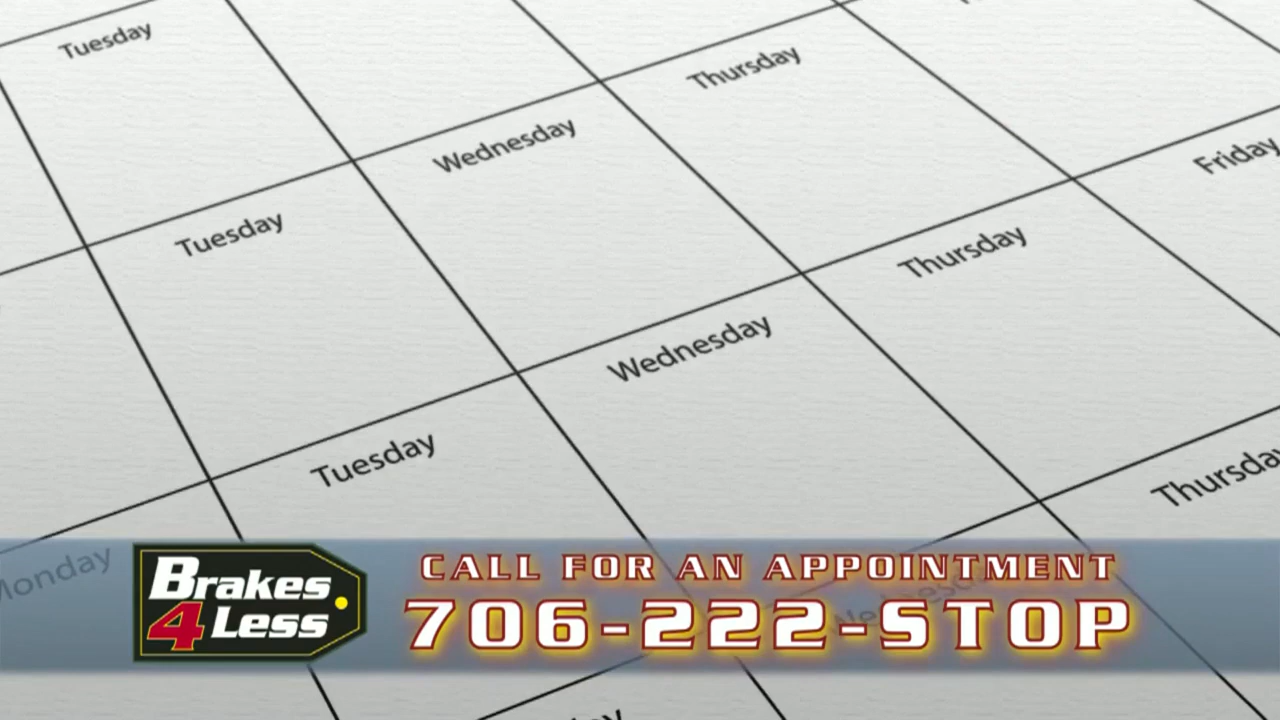 Tuesday
Thursday
Wednesday
Friday
Tuesday
Thursday
Wednesday
Tuesday
Thursday
Monday
Brakes
4 Less
CALL FOR AN APPOINTMENT
706-222-STOP
Wednesday